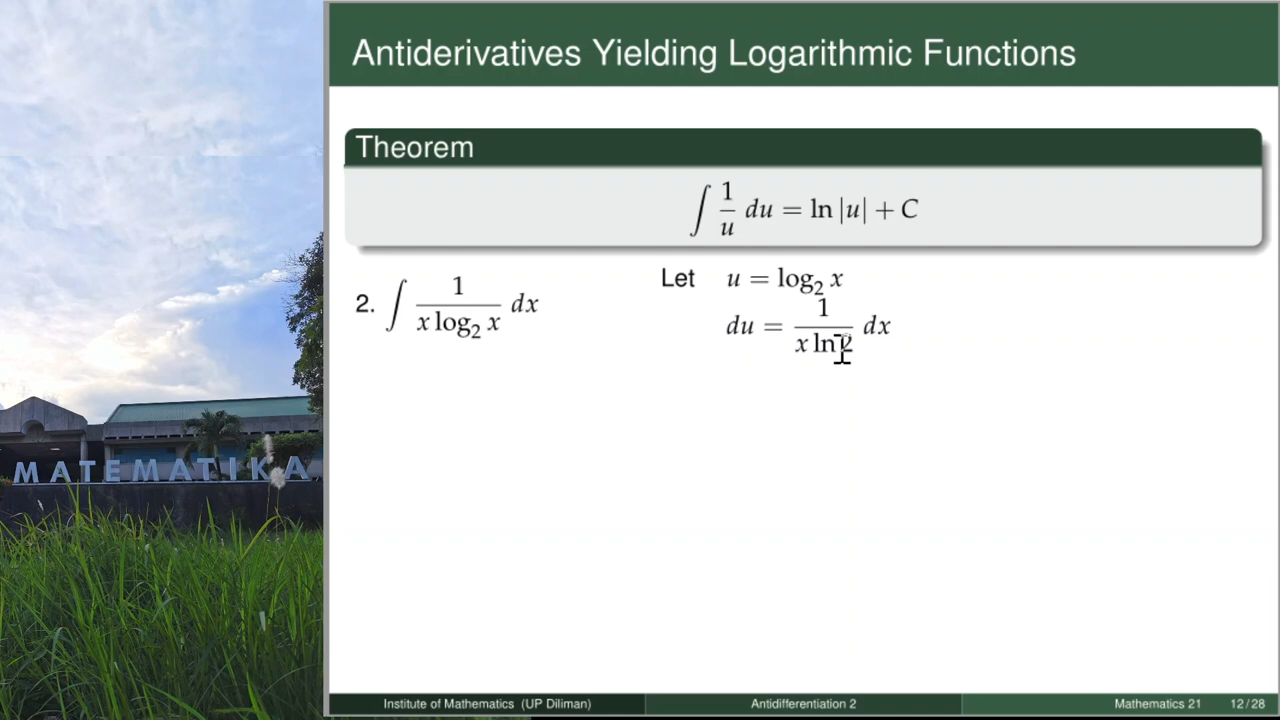 Antiderivatives Yielding Logarithmic Functions
Theorem
∫ 1/u du = ln |u| + C
2. ∫ 1/(x log₂ x) dx
Let u = log₂ x
du = 1/(x ln 2) dx
MATEMATIKA
Institute of Mathematics (UP Diliman) Antidifferentiation 2 Mathematics 21 12 / 28